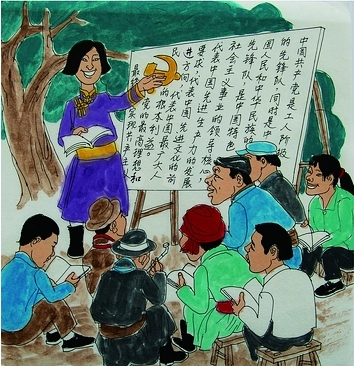 中国共产党是工人阶级
的先锋队，同时是中
国人民和中华民族的
先锋队，是中国特色
社会主义事业的领导核心
代表中国先进生产力的发展
要求，代表中国先进文化的前
进方向，代表中国最广大人
民的根本利益。
党的最高理想和
最终实现共产主